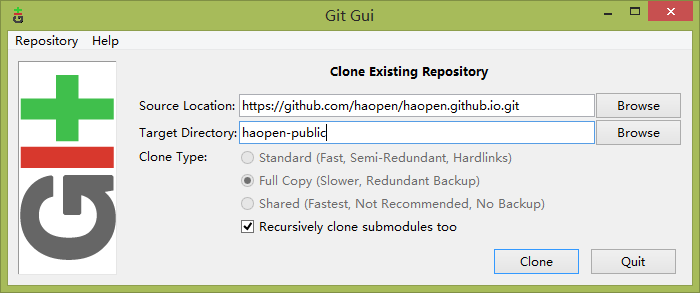 Git Gui
Repository Help
GIT
Clone Existing Repository
Source Location: https://github.com/haopen/haopen.github.io.git Browse
Target Directory: haopen-public Browse
Clone Type: Standard (Fast, Semi-Redundant, Hardlinks)
Full Copy (Slower, Redundant Backup)
Shared (Fastest, Not Recommended, No Backup)
Recursively clone submodules too
Clone Quit